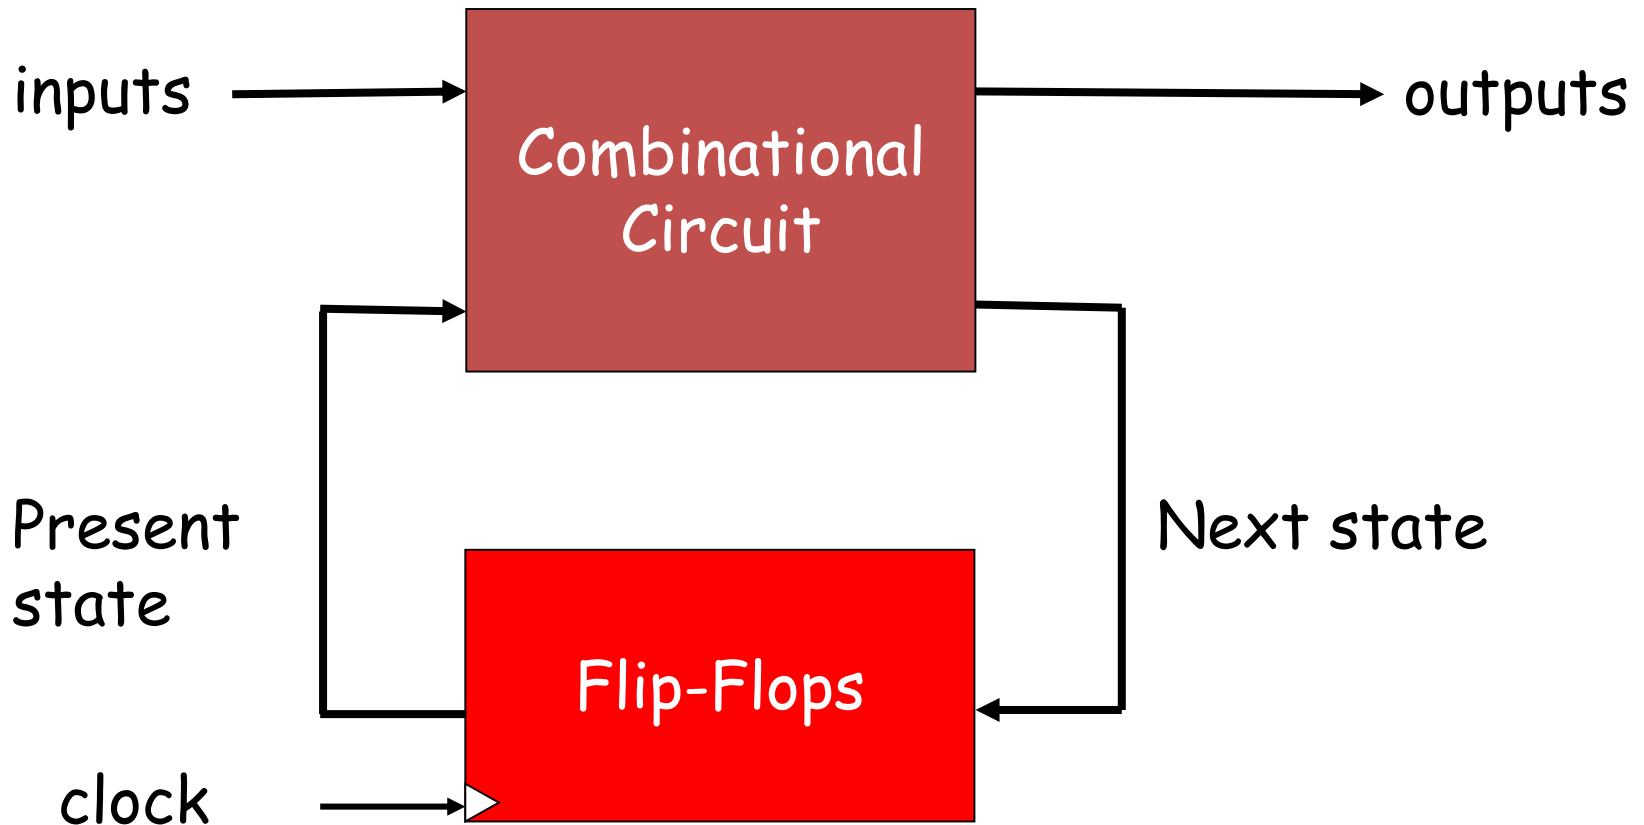 inputs
outputs
Combinational
Circuit
Present
state
Next state
Flip-Flops
clock